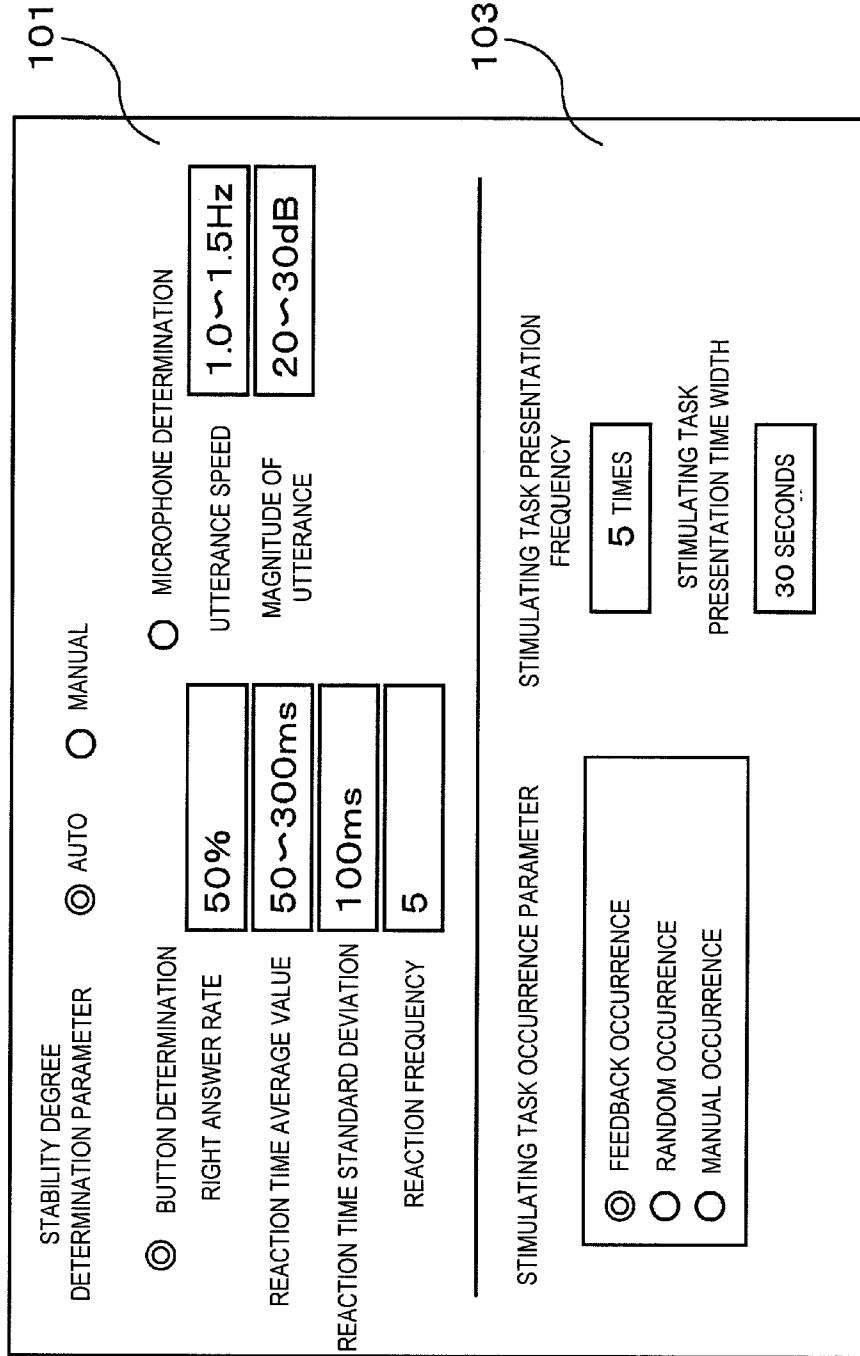 101
STABILITY DEGREE
DETERMINATION PARAMETER
AUTO
MANUAL
BUTTON DETERMINATION
RIGHT ANSWER RATE
50%
REACTION TIME AVERAGE VALUE
50~300ms
REACTION TIME STANDARD DEVIATION
100ms
REACTION FREQUENCY
5
MICROPHONE DETERMINATION
UTTERANCE SPEED
1.0~1.5Hz
MAGNITUDE OF
UTTERANCE
20~30dB
103
STIMULATING TASK OCCURRENCE PARAMETER
FEEDBACK OCCURRENCE
RANDOM OCCURRENCE
MANUAL OCCURRENCE
STIMULATING TASK PRESENTATION
FREQUENCY
5 TIMES
STIMULATING TASK
PRESENTATION TIME WIDTH
30 SECONDS